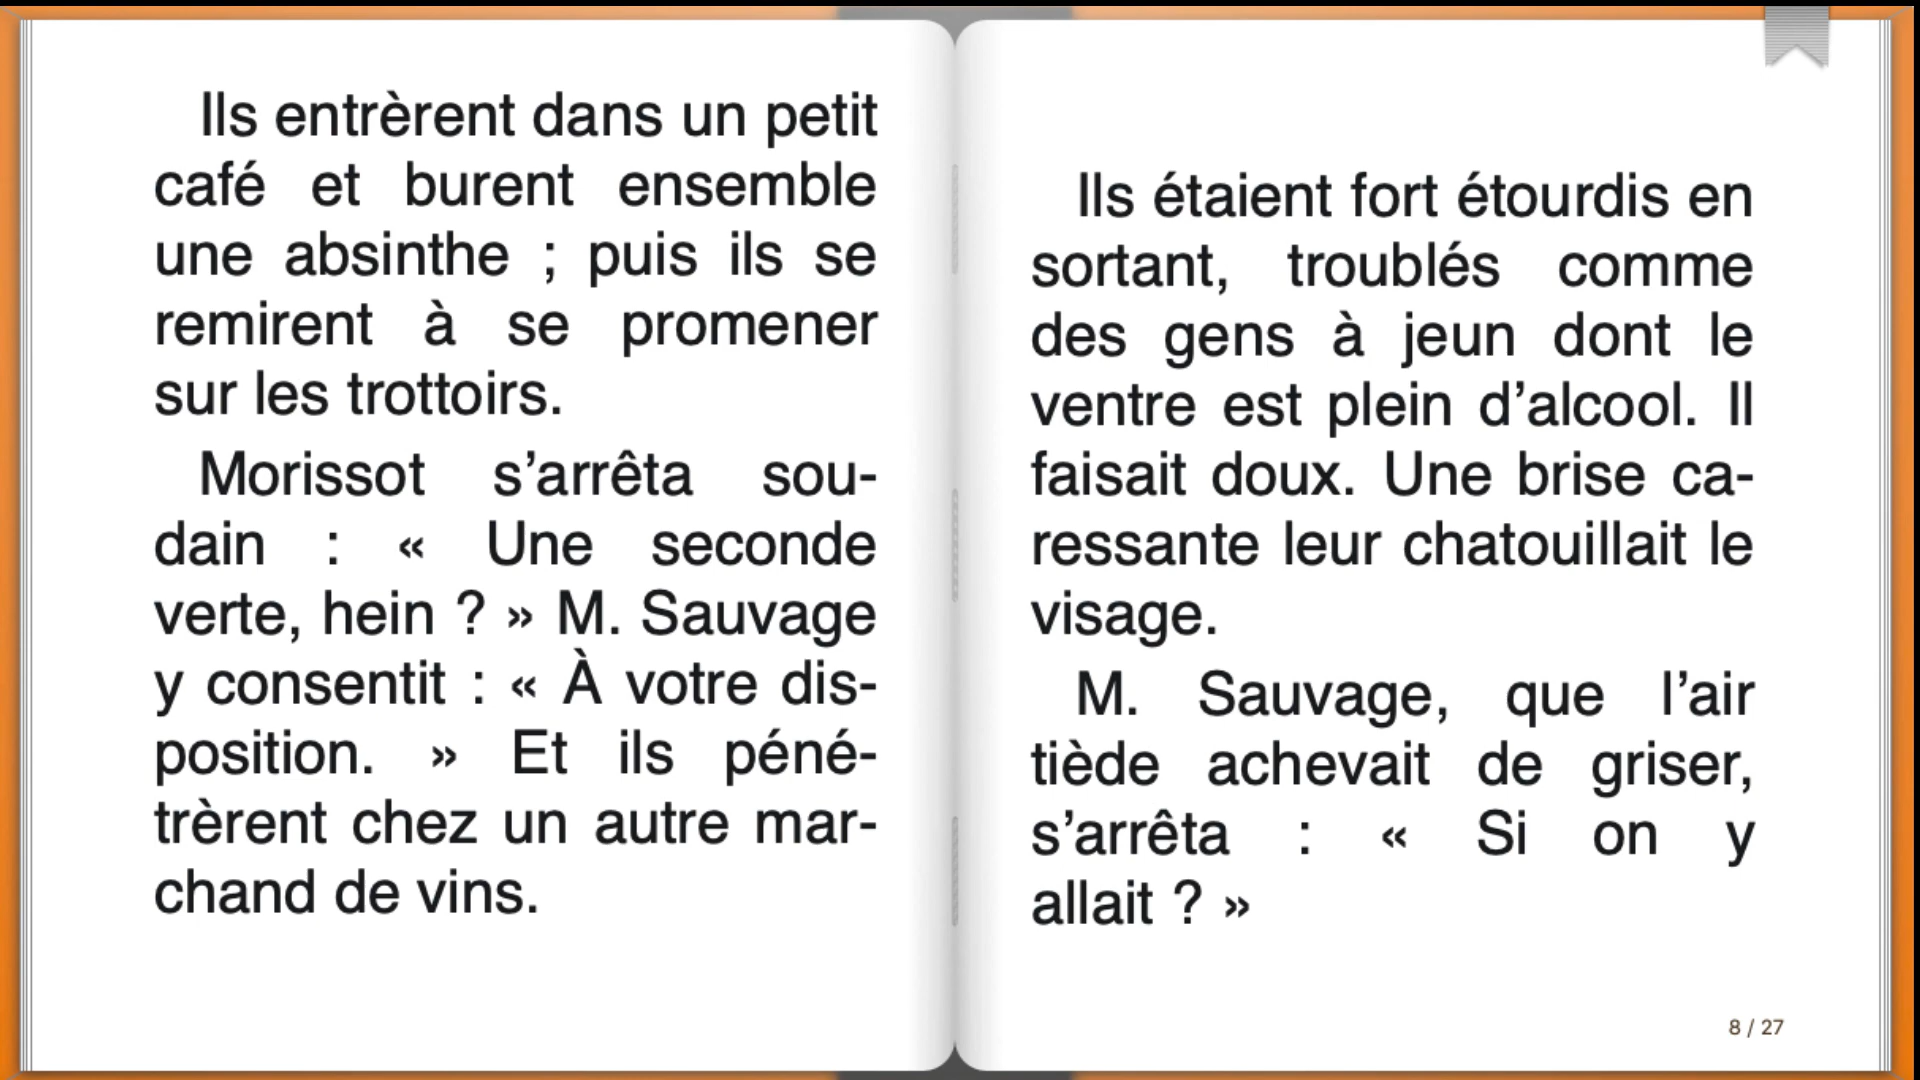 Ils entrèrent dans un petit
café et burent ensemble
une absinthe ; puis ils se
remirent à se promener
sur les trottoirs.
Morissot s’arrêta sou-
dain : « Une seconde
verte, hein ? » M. Sauvage
y consentit : « À votre dis-
position. » Et ils péné-
trèrent chez un autre mar-
chand de vins.
Ils étaient fort étourdis en
sortant, troublés comme
des gens à jeun dont le
ventre est plein d’alcool. Il
faisait doux. Une brise ca-
ressante leur chatouillait le
visage.
M. Sauvage, que l’air
tiède achevait de griser,
s’arrêta : « Si on y
allait ? »
8 / 27